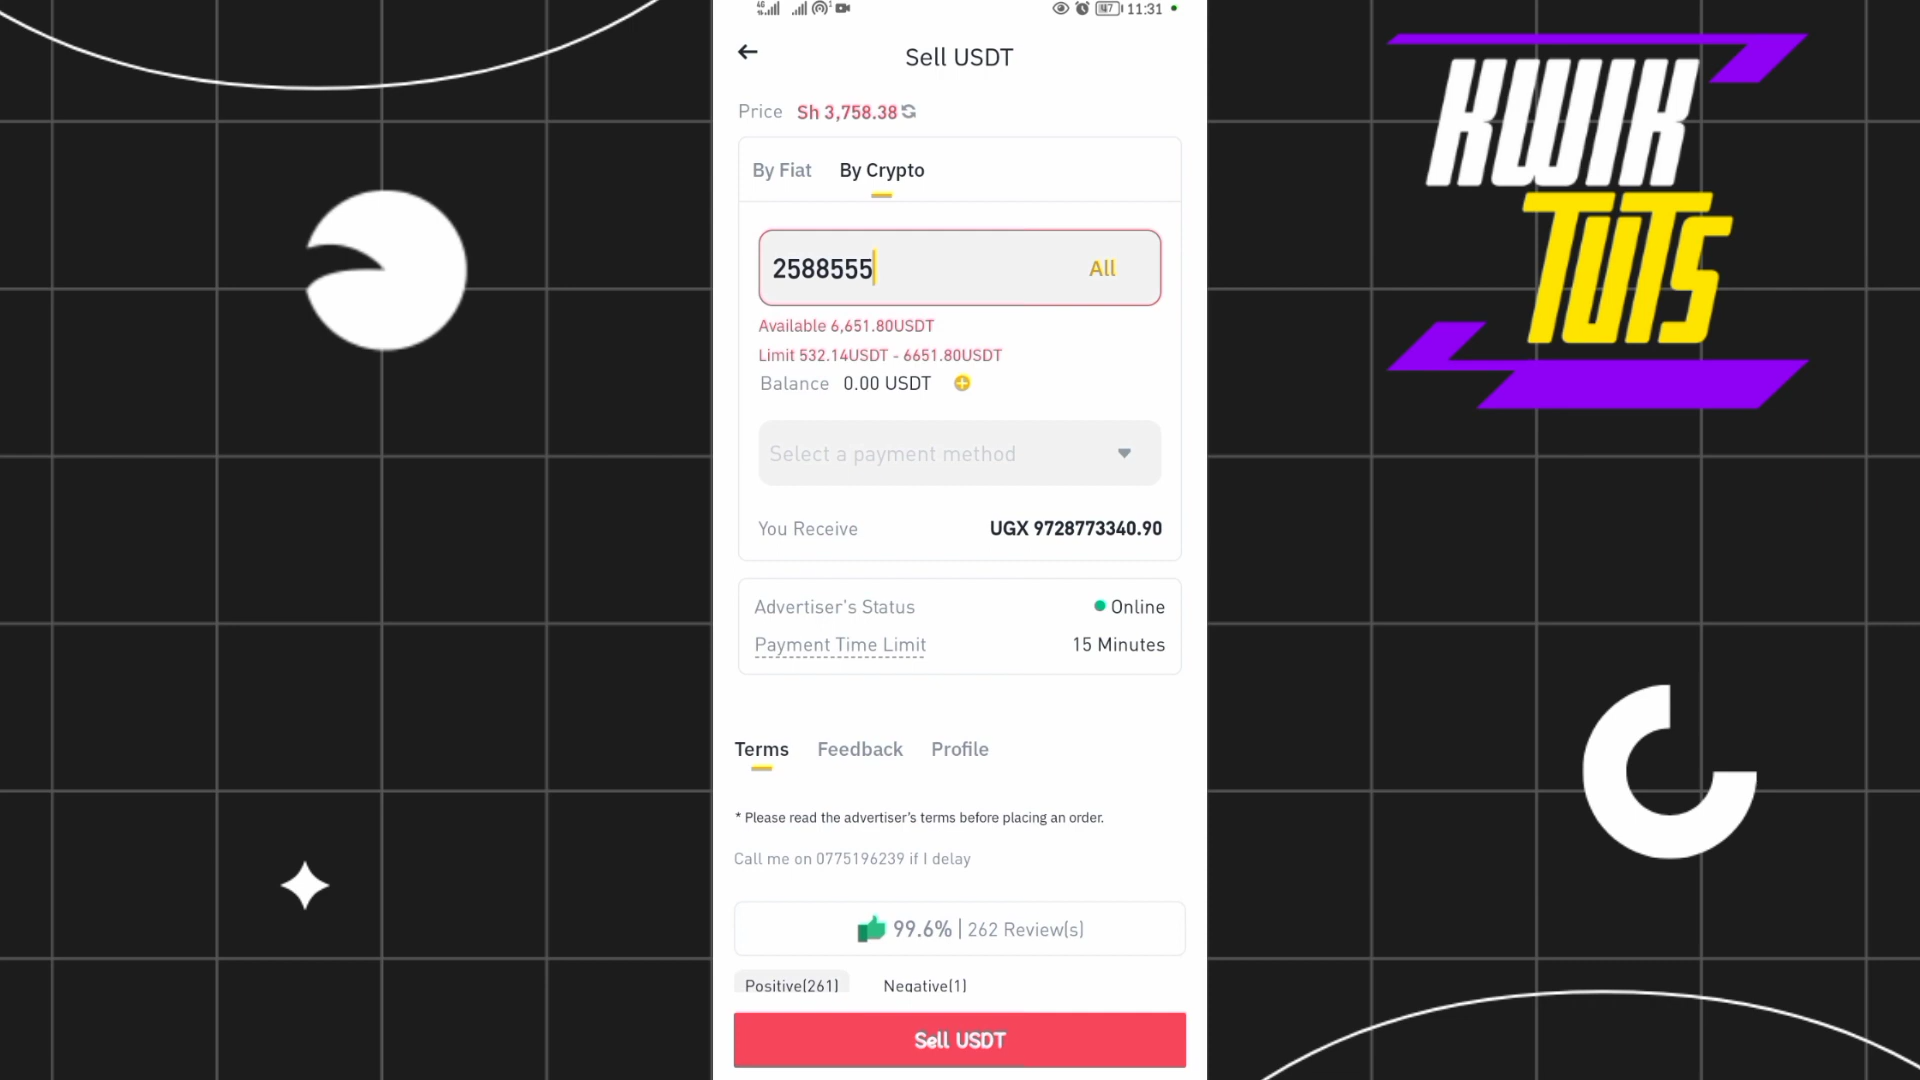 11:31
Sell USDT
Price Sh 3,758.38
By Fiat By Crypto
2588555 All
Available 6,651.80USDT
Limit 532.14USDT - 6651.80USDT
Balance 0.00 USDT
Select a payment method
You Receive UGX 9728773340.90
Advertiser's Status Online
Payment Time Limit 15 Minutes
Terms Feedback Profile
* Please read the advertiser's terms before placing an order.
Call me on 0775196239 if I delay
99.6% | 262 Review(s)
Positive(261) Negative(1)
Sell USDT
KWIK
TUTS